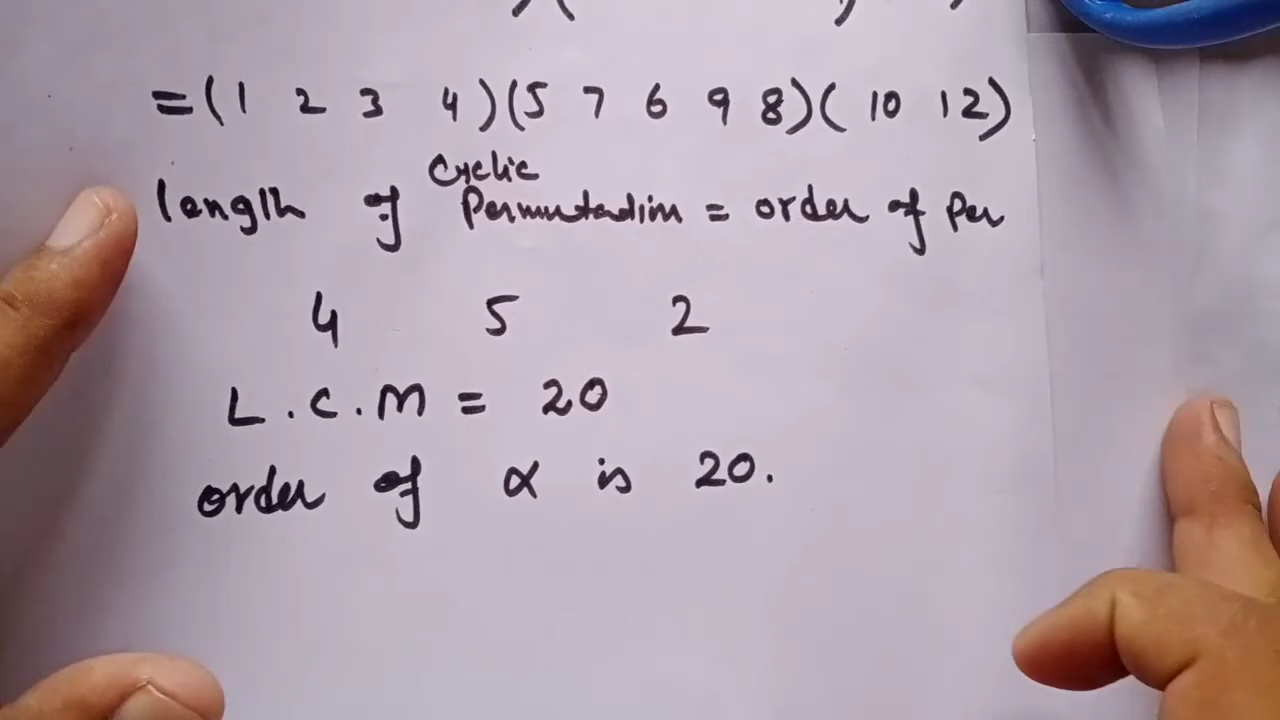 =(1 2 3 4)(5 7 6 9 8)(10 12)
length of cyclic Permutation = order of Per
4 5 2
L.C.M = 20
order of α is 20.